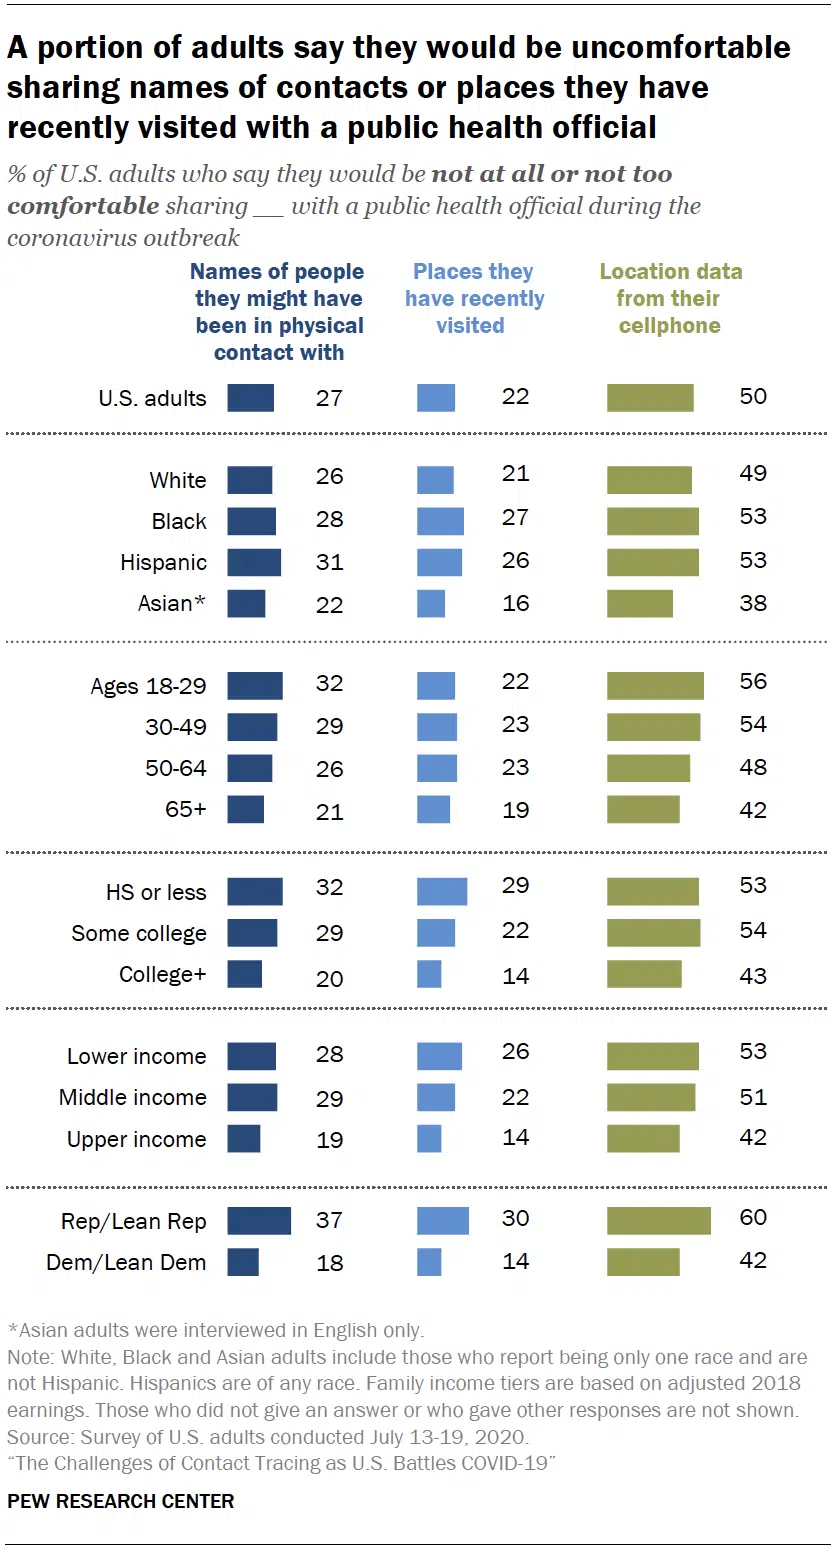 A portion of adults say they would be uncomfortable
sharing names of contacts or places they have
recently visited with a public health official
% of U.S. adults who say they would be not at all or not too
comfortable sharing __ with a public health official during the
coronavirus outbreak
Names of people they might have been in physical contact with
Places they have recently visited
Location data from their cellphone
U.S. adults 27 22 50
White 26 21 49
Black 28 27 53
Hispanic 31 26 53
Asian* 22 16 38
Ages 18-29 32 22 56
30-49 29 23 54
50-64 26 23 48
65+ 21 19 42
HS or less 32 29 53
Some college 29 22 54
College+ 20 14 43
Lower income 28 26 53
Middle income 29 22 51
Upper income 19 14 42
Rep/Lean Rep 37 30 60
Dem/Lean Dem 18 14 42
*Asian adults were interviewed in English only.
Note: White, Black and Asian adults include those who report being only one race and are
not Hispanic. Hispanics are of any race. Family income tiers are based on adjusted 2018
earnings. Those who did not give an answer or who gave other responses are not shown.
Source: Survey of U.S. adults conducted July 13-19, 2020.
“The Challenges of Contact Tracing as U.S. Battles COVID-19”
PEW RESEARCH CENTER